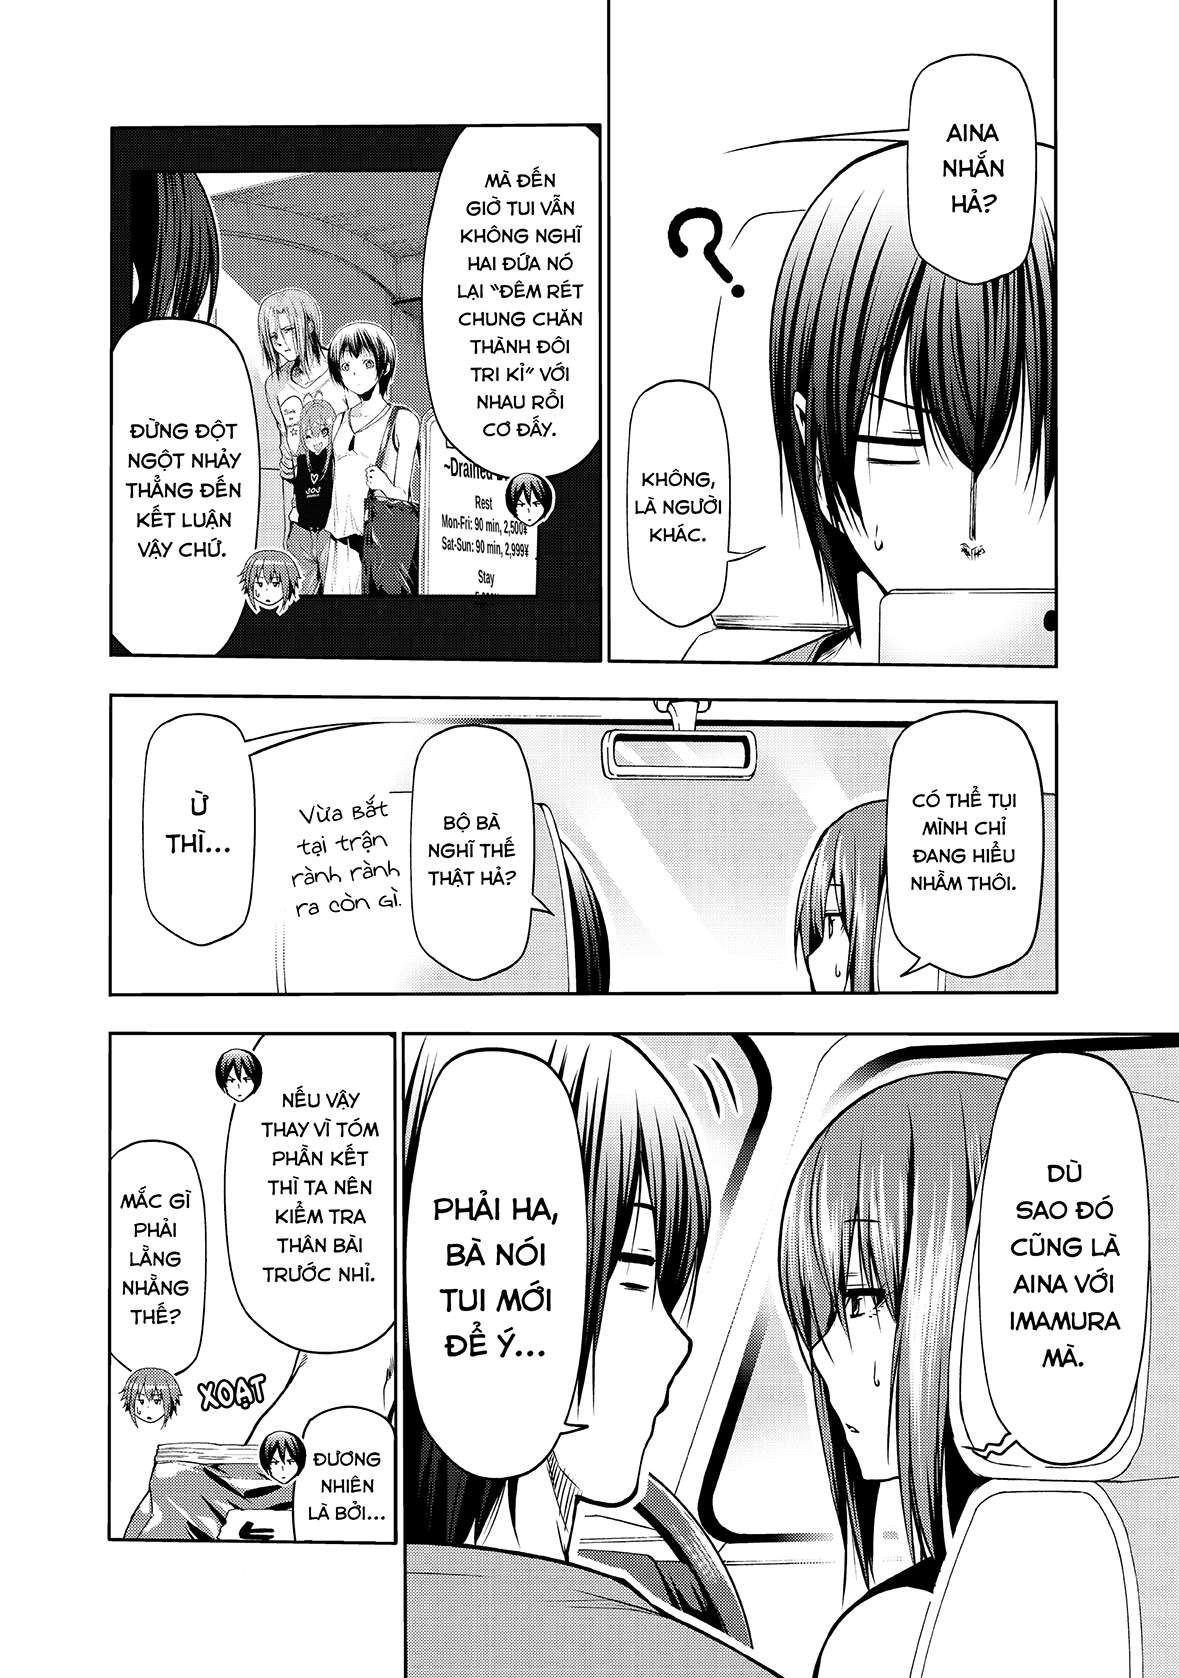 AINA
NHẮN
HẢ?
?
KHÔNG,
LÀ NGƯỜI
KHÁC.
MÀ ĐẾN
GIỜ TUI VẪN
KHÔNG NGHĨ
HAI ĐỨA NÓ
LẠI "ĐÊM RÉT
CHUNG CHĂN
THÀNH ĐÔI
TRI KỈ" VỚI
NHAU RỒI
CƠ ĐẤY.
~Drained
Rest
Mon-Fri: 90 min, 2,500¥
Sat-Sun: 90 min, 2,999¥
Stay
ĐỪNG ĐỘT
NGỘT NHẢY
THẲNG ĐẾN
KẾT LUẬN
VẬY CHỨ.
CÓ THỂ TỤI
MÌNH CHỈ
ĐANG HIỂU
NHẦM THÔI.
BỘ BÀ
NGHĨ THẾ
THẬT HẢ?
VỪA BẮT
tại trận
rành rành
ra còn gì.
Ừ
THÌ...
DÙ
SAO ĐÓ
CŨNG LÀ
AINA VỚI
IMAMURA
MÀ.
PHẢI HA,
BÀ NÓI
TUI MỚI
ĐỂ Ý...
NẾU VẬY
THAY VÌ TÓM
PHẦN KẾT
THÌ TA NÊN
KIỂM TRA
THÂN BÀI
TRƯỚC NHỈ.
MẮC GÌ
PHẢI
LẰNG
NHẰNG
THẾ?
XOẠT
ĐƯƠNG
NHIÊN
LÀ BỞI...